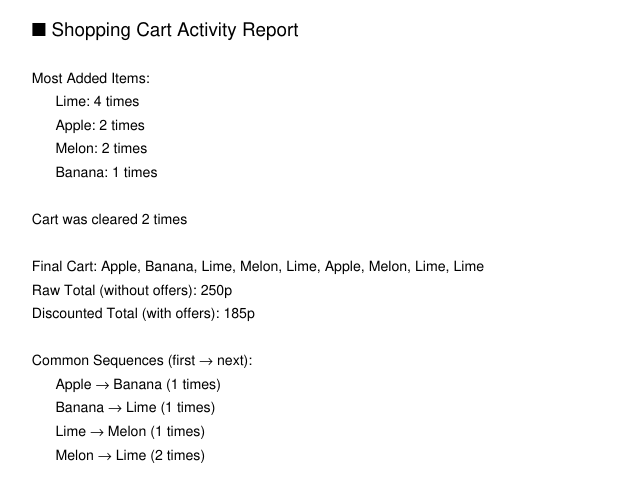 ■ Shopping Cart Activity Report
Most Added Items:
Lime: 4 times
Apple: 2 times
Melon: 2 times
Banana: 1 times
Cart was cleared 2 times
Final Cart: Apple, Banana, Lime, Melon, Lime, Apple, Melon, Lime, Lime
Raw Total (without offers): 250p
Discounted Total (with offers): 185p
Common Sequences (first → next):
Apple → Banana (1 times)
Banana → Lime (1 times)
Lime → Melon (1 times)
Melon → Lime (2 times)